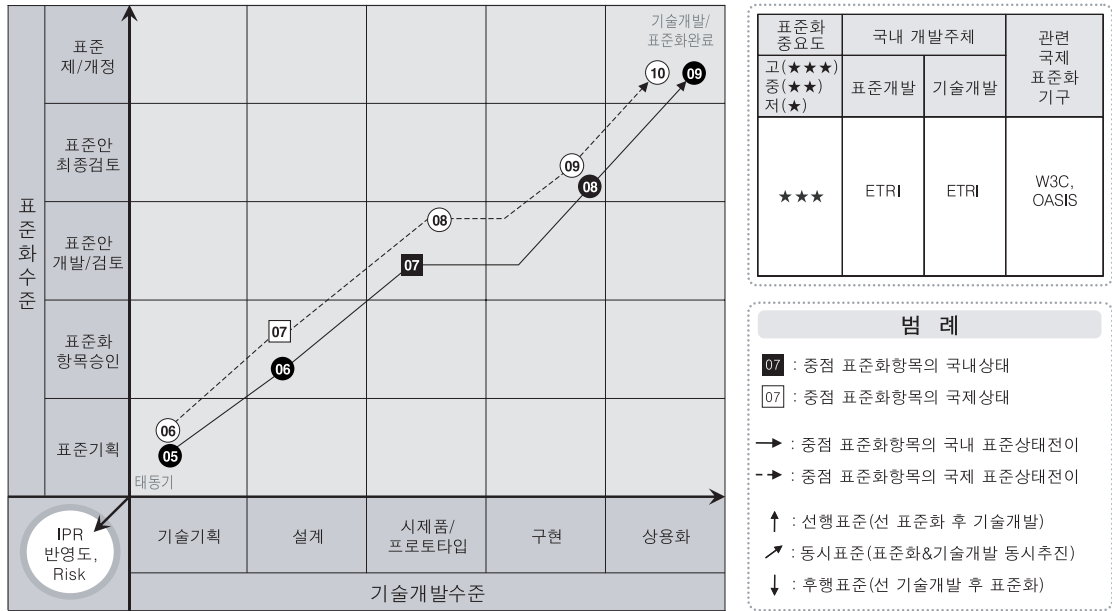 기술개발/
표준화완료
표준
제/개정
표준안
최종검토
표준안
개발/검토
표준화
항목승인
표준기획
표준화수준
10
09
09
08
08
07
07
06
06
05
태동기
IPR
반영도,
Risk
기술기획
설계
시제품/
프로토타입
구현
상용화
기술개발수준
표준화
중요도
국내 개발주체
관련
국제
표준화
기구
고(★★★)
중(★★)
저(★)
표준개발
기술개발
★★★
ETRI
ETRI
W3C,
OASIS
범 례
07 : 중점 표준화항목의 국내상태
07 : 중점 표준화항목의 국제상태
: 중점 표준화항목의 국내 표준상태전이
: 중점 표준화항목의 국제 표준상태전이
: 선행표준(선 표준화 후 기술개발)
: 동시표준(표준화&기술개발 동시추진)
: 후행표준(선 기술개발 후 표준화)